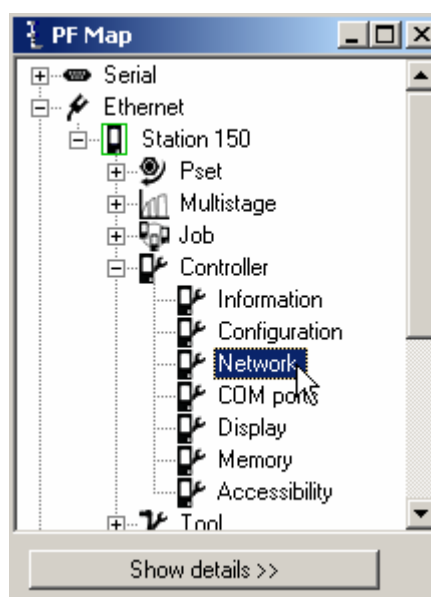 PF Map
Serial
Ethernet
Station 150
Pset
Multistage
Job
Controller
Information
Configuration
Network
COM ports
Display
Memory
Accessibility
Tool
Show details >>